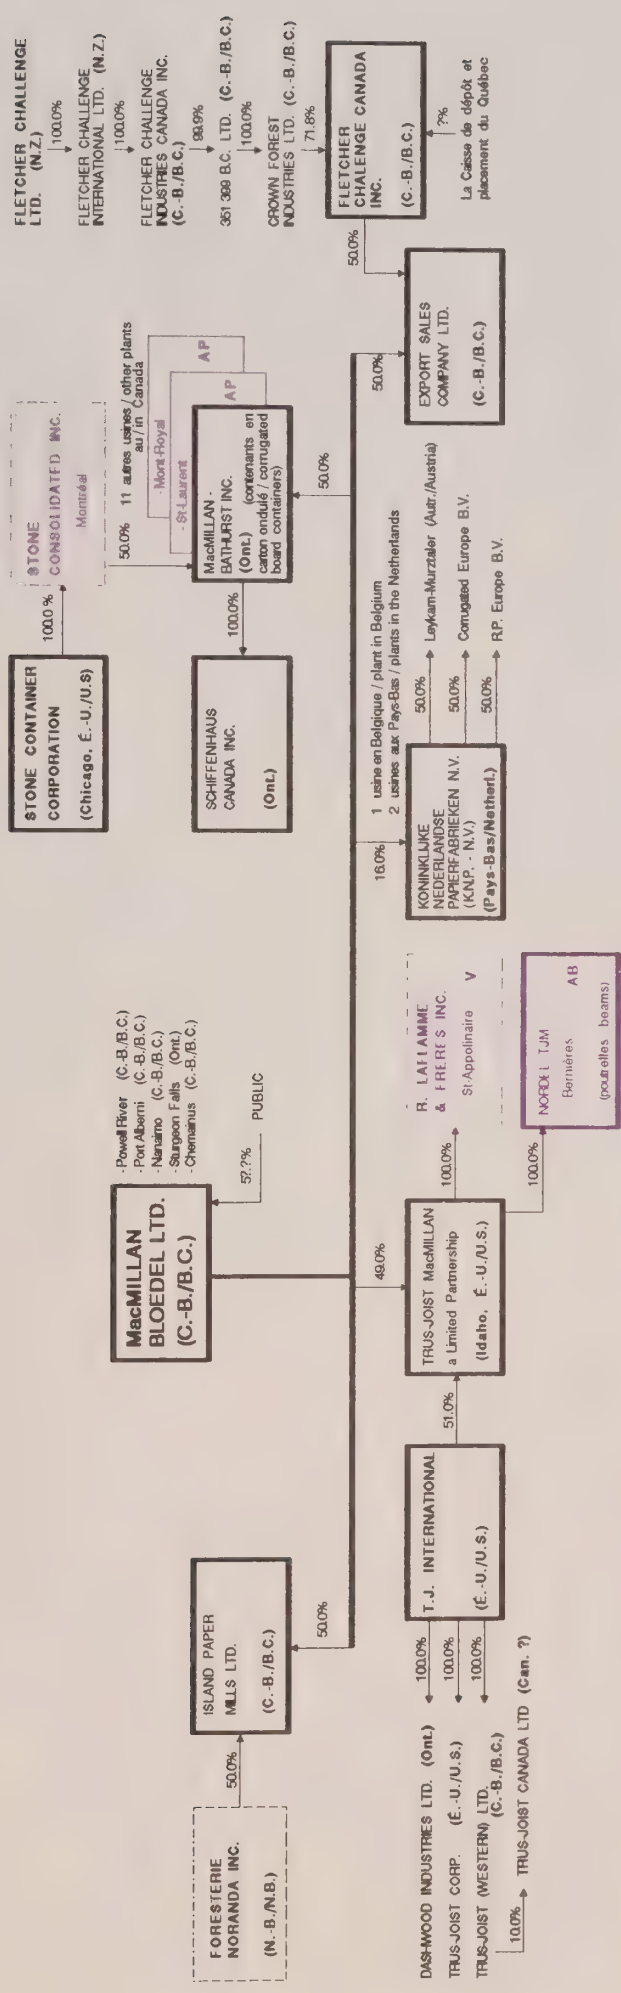 FLETCHER CHALLENGE
LTD. (N.Z.)
100.0%
FLETCHER CHALLENGE
INTERNATIONAL LTD. (N.Z.)
100.0%
FLETCHER CHALLENGE
INDUSTRIES CANADA INC.
(C.-B./B.C.)
99.9%
351 399 B.C. LTD. (C.-B./B.C.)
100.0%
CROWN FOREST
INDUSTRIES LTD. (C.-B./B.C.)
71.8%
FLETCHER
CHALENGE CANADA
INC.
(C.-B./B.C.)
?%
La Caisse de dépôt et
placement du Québec
50.0%
EXPORT SALES
COMPANY LTD.
(C.-B./B.C.)
50.0%
STONE CONTAINER
CORPORATION
(Chicago, É.-U./U.S)
100.0 %
STONE
CONSOLIDATED INC.
Montréal
50.0%
11 autres usines / other plants
au / in Canada
- Mont-Royal
AP
- St-Laurent
AP
MacMILLAN -
BATHURST INC.
(Ont.) (contenants en
carton ondulé / corrugated
board containers)
50.0%
100.0%
SCHIFFENHAUS
CANADA INC.
(Ont.)
1 usine en Belgique / plant in Belgium
2 usines aux Pays-Bas / plants in the Netherlands
16.0%
KONINKLIJKE
NEDERLANDSE
PAPIERFABRIEKEN N.V.
(K.N.P. - N.V.)
(Pays-Bas/Netherl.)
50.0%
Leykam-Murztaler (Autr./Austria)
50.0%
Corrugated Europe B.V.
50.0%
R.P. Europe B.V.
MacMILLAN
BLOEDEL LTD.
(C.-B./B.C.)
- Powell River (C.-B./B.C.)
- Port Alberni (C.-B./B.C.)
- Nanaimo (C.-B./B.C.)
- Sturgeon Falls (Ont.)
- Chemainus (C.-B./B.C.)
5?.?%
PUBLIC
49.0%
TRUS-JOIST MacMILLAN
a Limited Partnership
(Idaho, É.-U./U.S.)
100.0%
R. LAFLAMME
& FRERES INC.
St-Appolinaire V
100.0%
NORDEL TJM
Bernières AB
(poutrelles beams)
51.0%
T.J. INTERNATIONAL
(É.-U./U.S.)
100.0%
DASHWOOD INDUSTRIES LTD. (Ont.)
100.0%
TRUS-JOIST CORP. (É.-U./U.S.)
100.0%
TRUS-JOIST (WESTERN) LTD.
(C.-B./B.C.)
10.0%
TRUS-JOIST CANADA LTD (Can. ?)
FORESTERIE
NORANDA INC.
(N.-B./N.B.)
50.0%
ISLAND PAPER
MILLS LTD.
(C.-B./B.C.)
50.0%